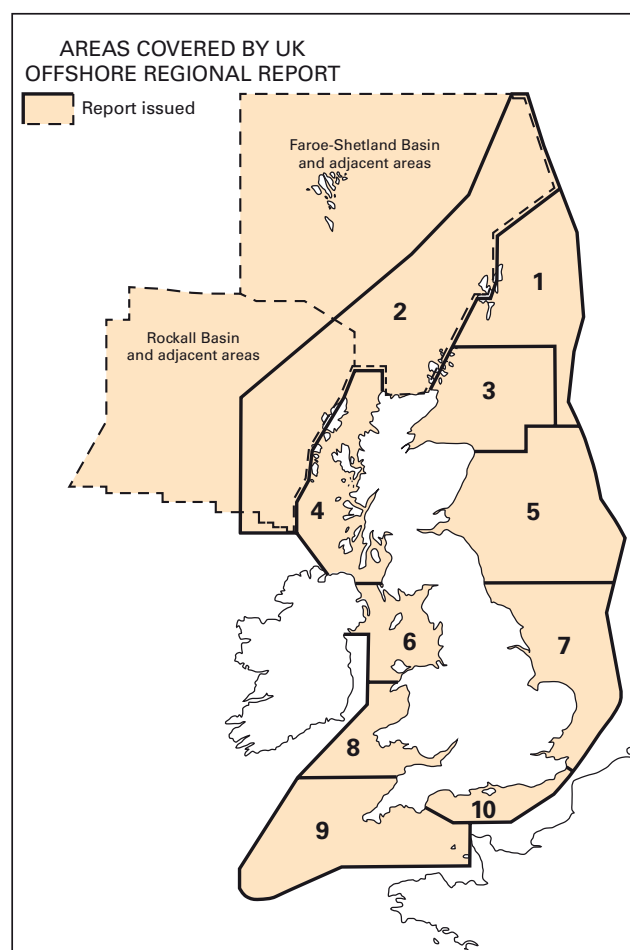 AREAS COVERED BY UK
OFFSHORE REGIONAL REPORT
Report issued
Faroe-Shetland Basin
and adjacent areas
1
2
Rockall Basin
and adjacent areas
3
4
5
6
7
8
9
10